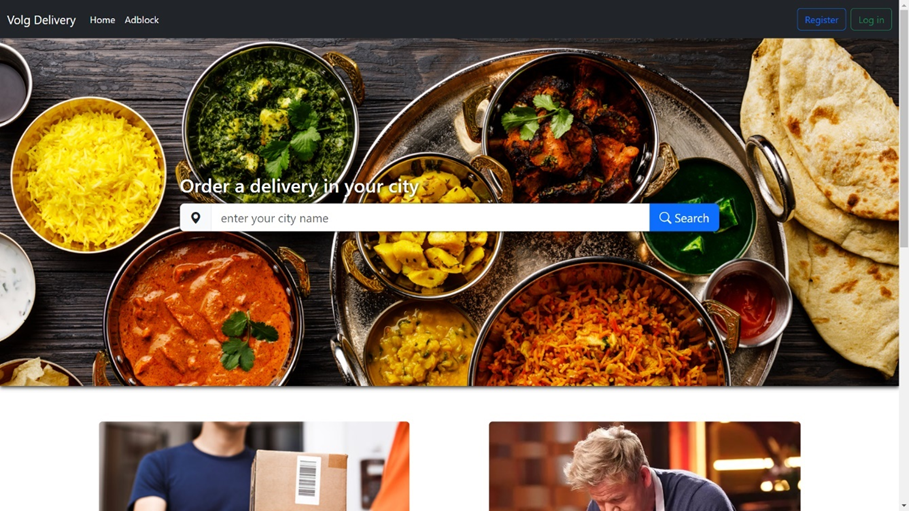 Volg Delivery Home Adblock Register Log in
Order a delivery in your city
enter your city name Search